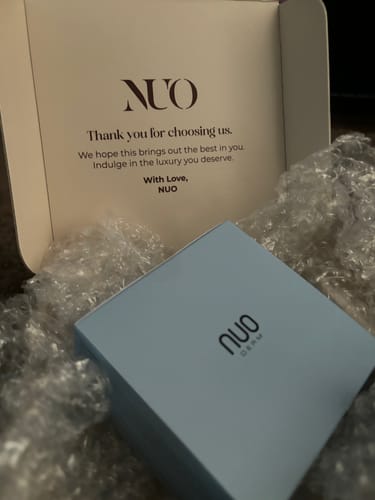 NUO
Thank you for choosing us.
We hope this brings out the best in you.
Indulge in the luxury you deserve.
With Love,
NUO
nuo
DERM